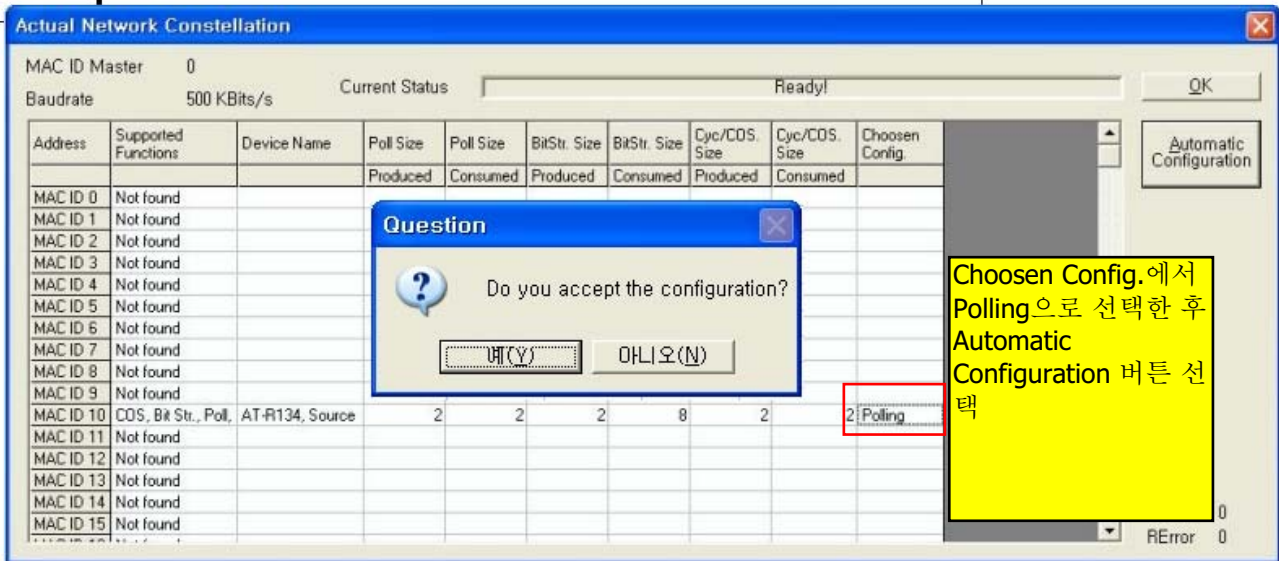 Actual Network Constellation
MAC ID Master 0
Baudrate 500 KBits/s
Current Status
Ready!
OK
Automatic
Configuration
Address Supported Functions Device Name Poll Size Poll Size BitStr. Size BitStr. Size Cyc/COS. Size Cyc/COS. Size Choosen Config.
Produced Consumed Produced Consumed Produced Consumed
MAC ID 0 Not found
MAC ID 1 Not found
MAC ID 2 Not found
MAC ID 3 Not found
MAC ID 4 Not found
MAC ID 5 Not found
MAC ID 6 Not found
MAC ID 7 Not found
MAC ID 8 Not found
MAC ID 9 Not found
MAC ID 10 COS, Bit Str., Poll, AT-R134, Source 2 2 2 8 2 2 Polling
MAC ID 11 Not found
MAC ID 12 Not found
MAC ID 13 Not found
MAC ID 14 Not found
MAC ID 15 Not found
Question
Do you accept the configuration?
예(Y) 아니오(N)
Choosen Config.에서
Polling으로 선택한 후
Automatic
Configuration 버튼 선
택
0
RError 0